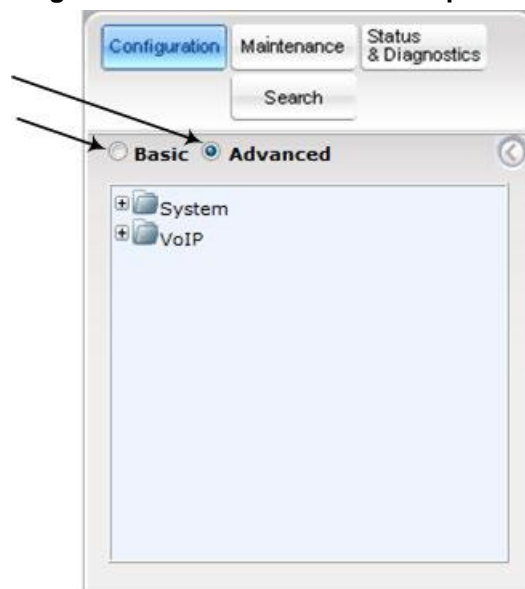 Configuration Maintenance Status
& Diagnostics
Search
Basic Advanced
System
VoIP